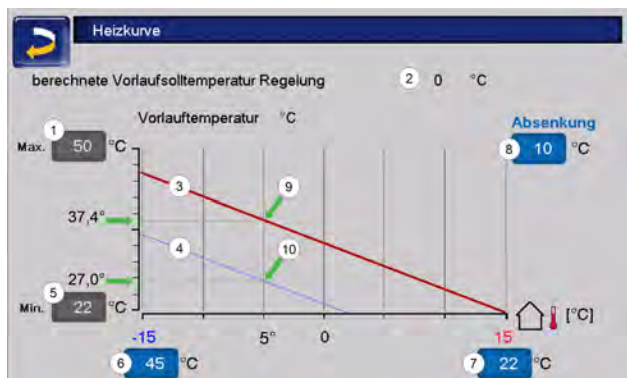 Heizkurve
berechnete Vorlaufsolltemperatur Regelung 2 0 °C
Vorlauftemperatur °C
Absenkung
1
Max. 50 °C
8 10 °C
3
9
37,4°
4
10
27,0°
5
Min. 22 °C
[°C]
-15 5° 0 15
6 45 °C
7 22 °C